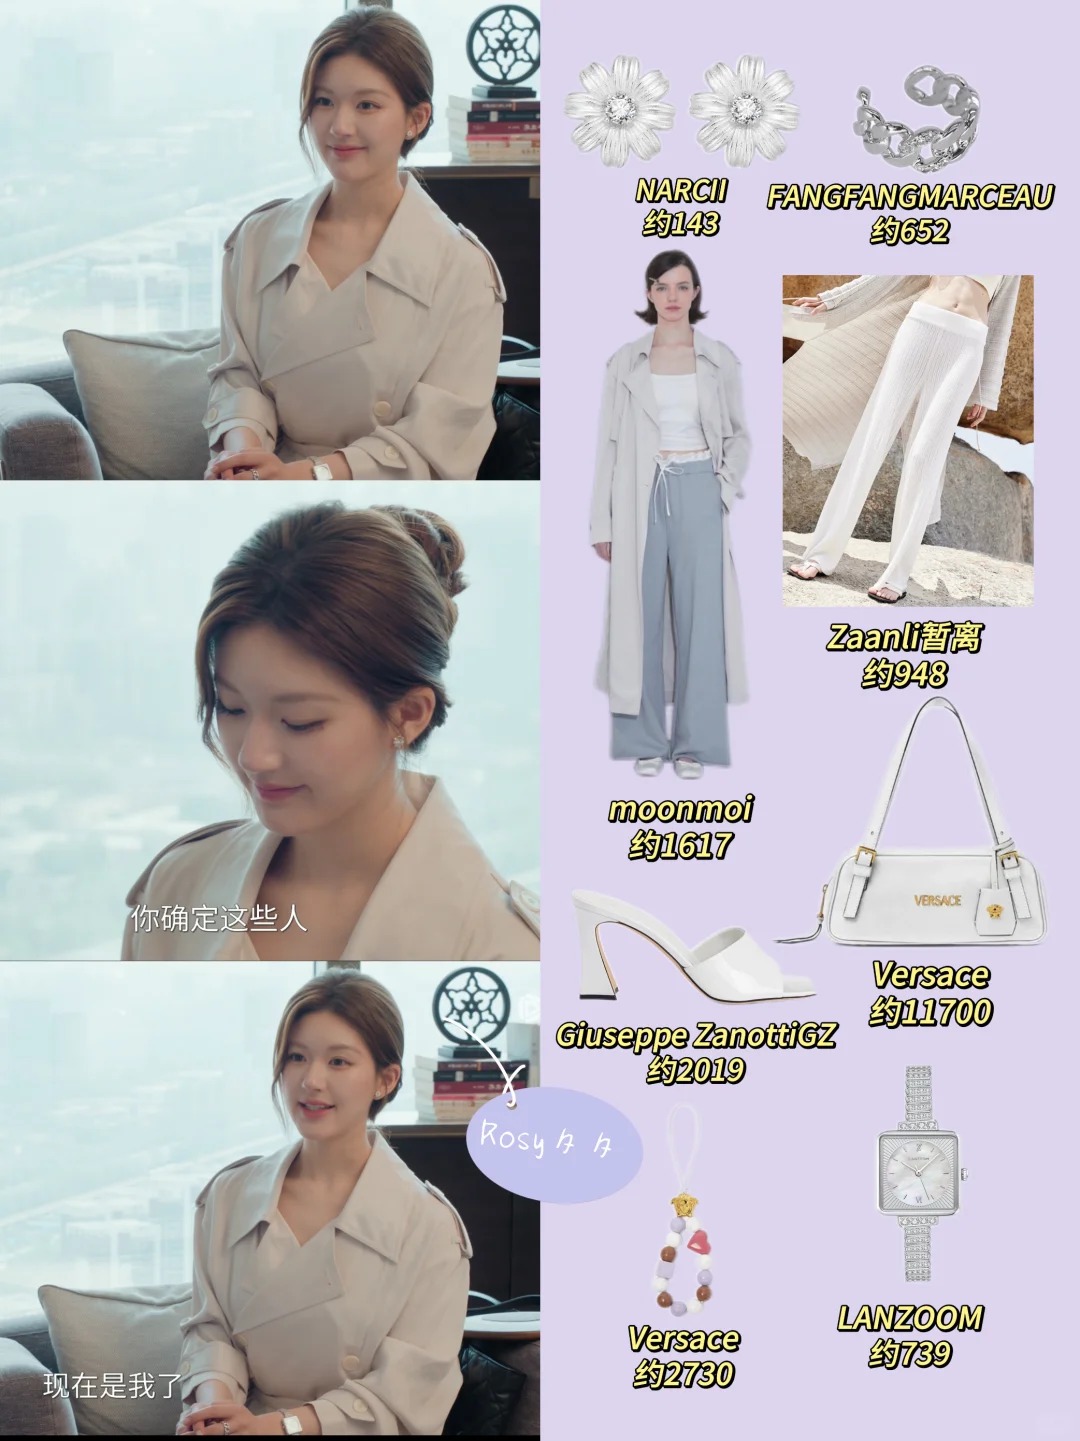 NARCII
约143
FANGFANGMARCEAU
约652
Zaanli暂离
约948
moonmoi
约1617
VERSACE
Versace
约11700
Giuseppe ZanottiGZ
约2019
Versace
约2730
LANZOOM
约739
你确定这些人
Rosy月月
现在是我了